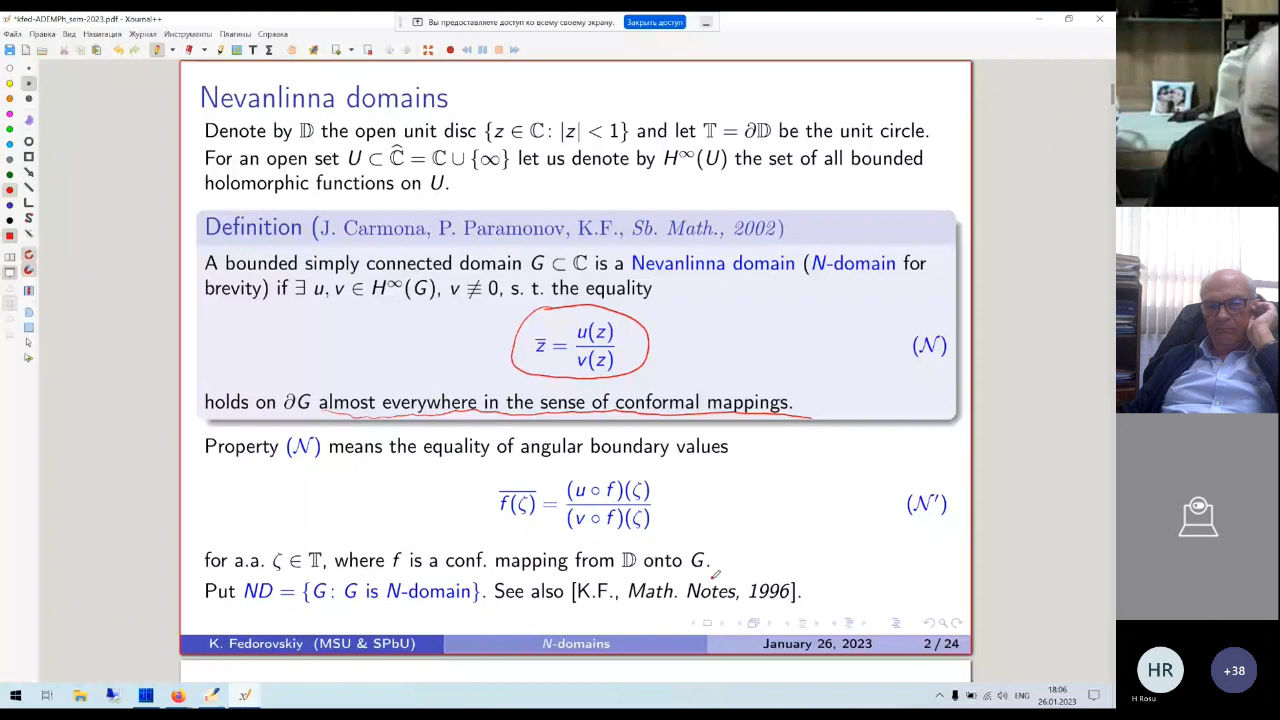 *kfed-ADEMPh_sem-2023.pdf - Xournal++
Вы предоставляете доступ ко всему своему экрану. Закрыть доступ
Файл Правка Вид Навигация Журнал Инструменты Плагины Справка
Nevanlinna domains
Denote by 𝔻 the open unit disc {z ∈ ℂ: |z| < 1} and let 𝕋 = ∂𝔻 be the unit circle.
For an open set U ⊂ ℂ̂ = ℂ ∪ {∞} let us denote by H^∞(U) the set of all bounded
holomorphic functions on U.
Definition (J. Carmona, P. Paramonov, K.F., Sb. Math., 2002)
A bounded simply connected domain G ⊂ ℂ is a Nevanlinna domain (N-domain for
brevity) if ∃ u, v ∈ H^∞(G), v ≢ 0, s. t. the equality
z̅ = u(z)/v(z) (𝒩)
holds on ∂G almost everywhere in the sense of conformal mappings.
Property (𝒩) means the equality of angular boundary values
\overline{f(ζ)} = (u ∘ f)(ζ)/(v ∘ f)(ζ) (𝒩′)
for a.a. ζ ∈ 𝕋, where f is a conf. mapping from 𝔻 onto G.
Put ND = {G: G is N-domain}. See also [K.F., Math. Notes, 1996].
K. Fedorovskiy (MSU & SPbU) N-domains January 26, 2023 2 / 24
HR
H Rosu
+38
ENG
18:06
26.01.2023